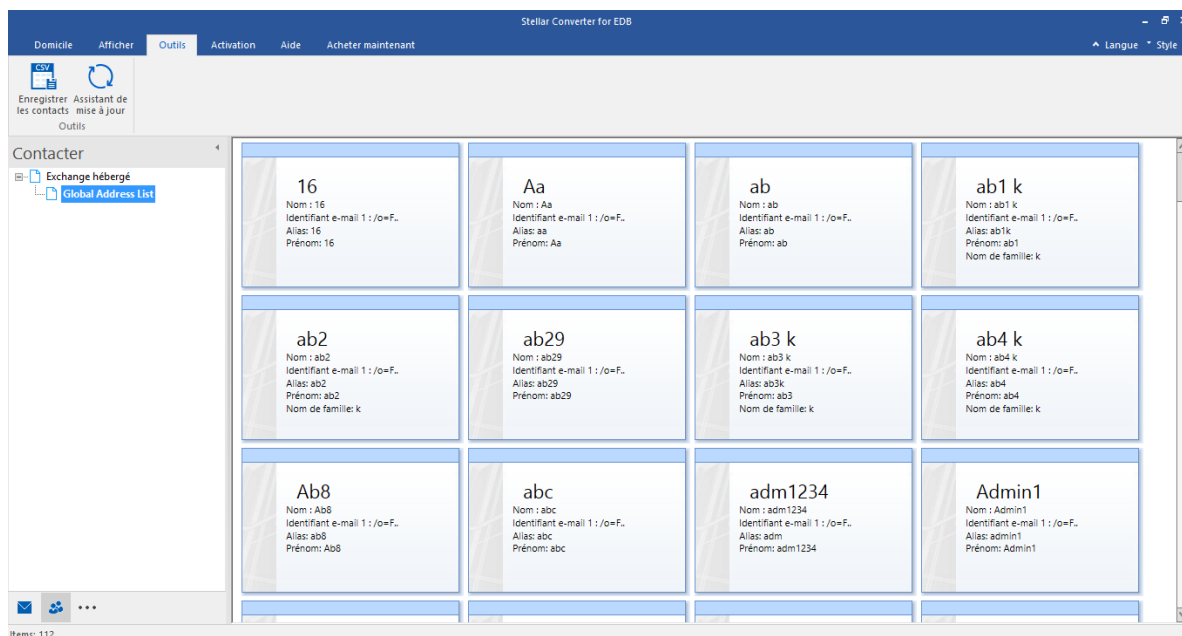 Stellar Converter for EDB
Domicile Afficher Outils Activation Aide Acheter maintenant Langue Style
CSV
Enregistrer les contacts
Assistant de mise à jour
Outils
Contacter
Exchange hébergé
Global Address List
16
Nom : 16
Identifiant e-mail 1 : /o=F..
Alias: 16
Prénom: 16
Aa
Nom : Aa
Identifiant e-mail 1 : /o=F..
Alias: aa
Prénom: Aa
ab
Nom : ab
Identifiant e-mail 1 : /o=F..
Alias: ab
Prénom: ab
ab1 k
Nom : ab1 k
Identifiant e-mail 1 : /o=F..
Alias: ab1k
Prénom: ab1
Nom de famille: k
ab2
Nom : ab2
Identifiant e-mail 1 : /o=F..
Alias: ab2
Prénom: ab2
Nom de famille: k
ab29
Nom : ab29
Identifiant e-mail 1 : /o=F..
Alias: ab29
Prénom: ab29
ab3 k
Nom : ab3 k
Identifiant e-mail 1 : /o=F..
Alias: ab3k
Prénom: ab3
Nom de famille: k
ab4 k
Nom : ab4 k
Identifiant e-mail 1 : /o=F..
Alias: ab4
Prénom: ab4
Nom de famille: k
Ab8
Nom : Ab8
Identifiant e-mail 1 : /o=F..
Alias: ab8
Prénom: Ab8
abc
Nom : abc
Identifiant e-mail 1 : /o=F..
Alias: abc
Prénom: abc
adm1234
Nom : adm1234
Identifiant e-mail 1 : /o=F..
Alias: adm
Prénom: adm1234
Admin1
Nom : Admin1
Identifiant e-mail 1 : /o=F..
Alias: admin1
Prénom: Admin1
Items: 112